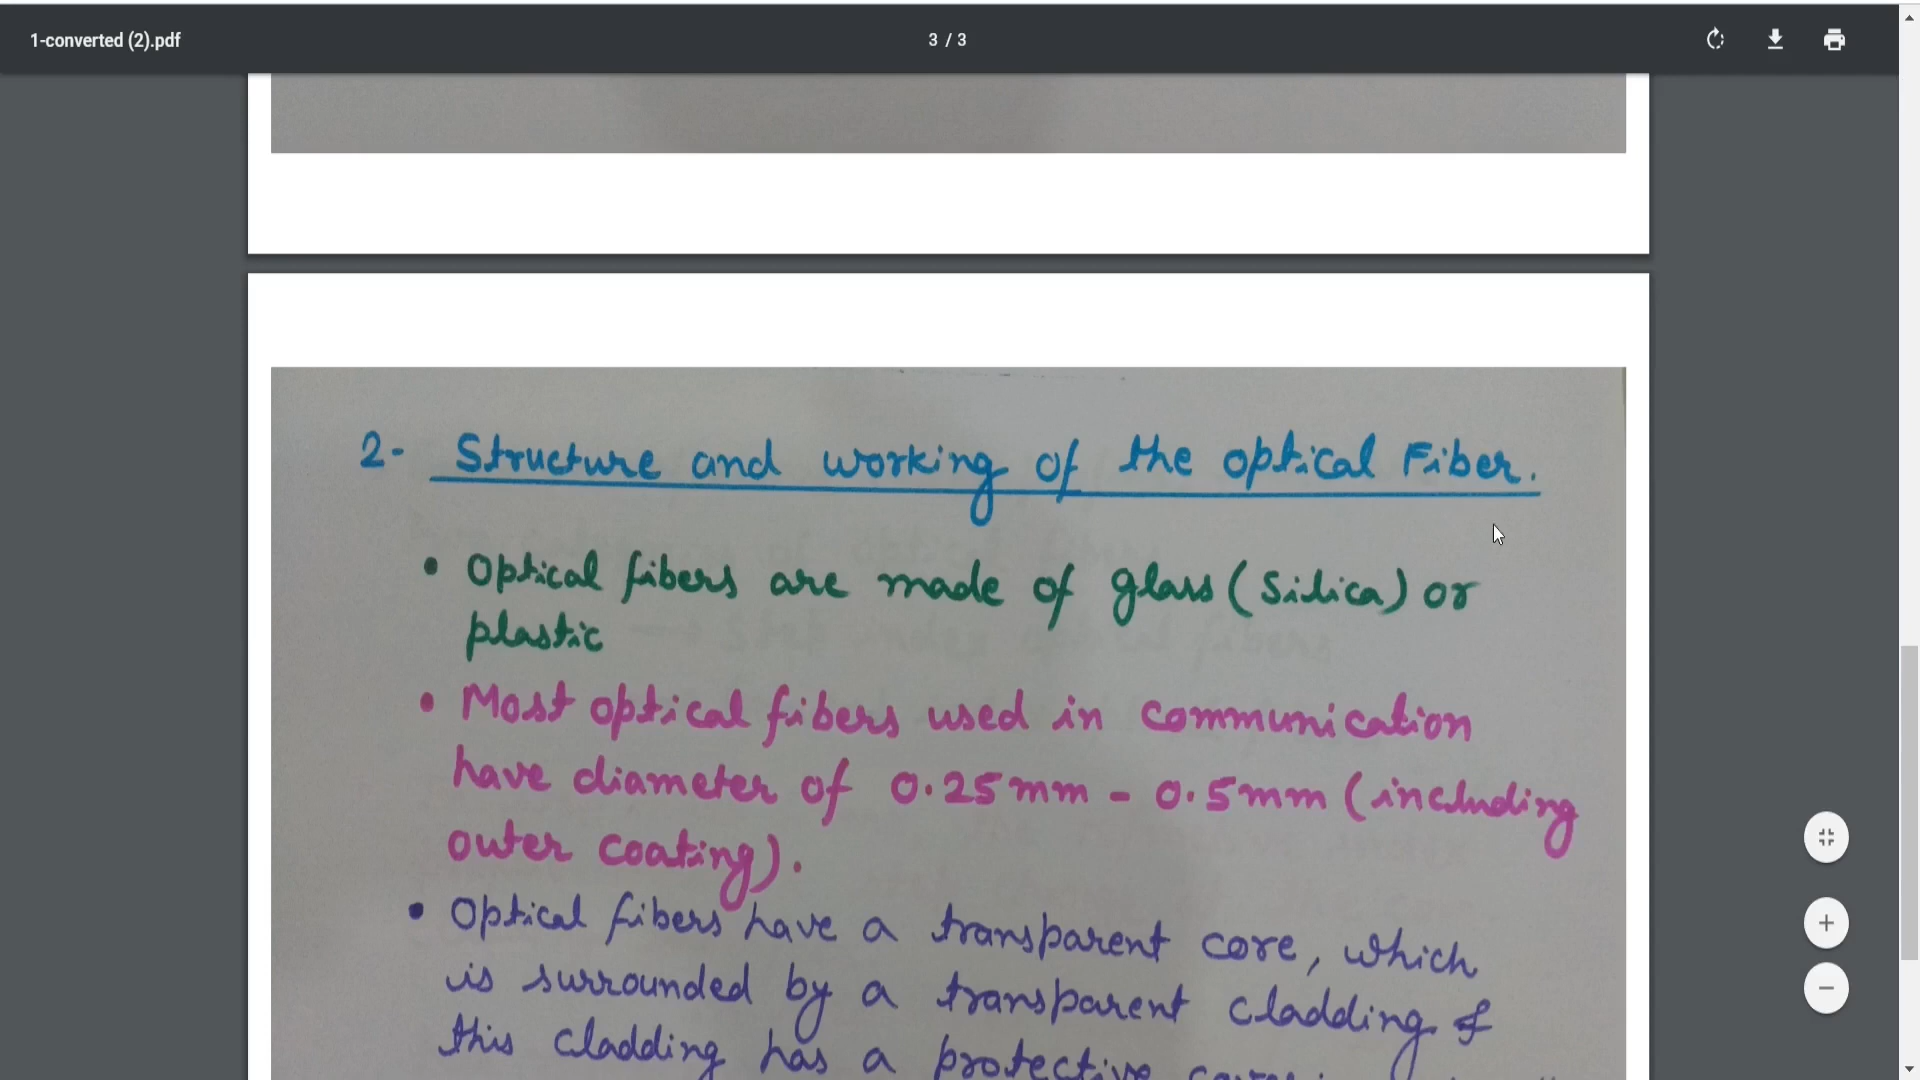 1-converted (2).pdf
3 / 3
2- Structure and working of the optical Fiber.
• Optical fibers are made of glass (Silica) or
plastic
• Most optical fibers used in communication
have diameter of 0.25mm - 0.5mm (including
outer coating).
• Optical fibers have a transparent core, which
is surrounded by a transparent cladding &
this cladding has a protective